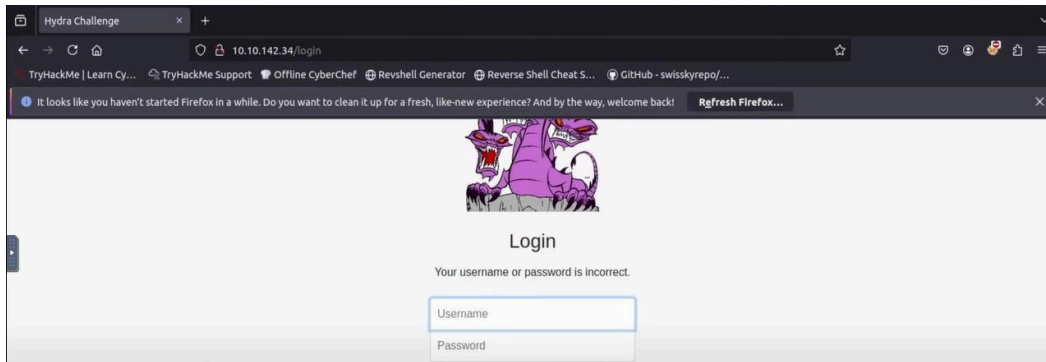 Hydra Challenge
10.10.142.34/login
TryHackMe | Learn Cy... TryHackMe Support Offline CyberChef Revshell Generator Reverse Shell Cheat S... GitHub - swisskyrepo/...
It looks like you haven't started Firefox in a while. Do you want to clean it up for a fresh, like-new experience? And by the way, welcome back! Refresh Firefox...
Login
Your username or password is incorrect.
Username
Password